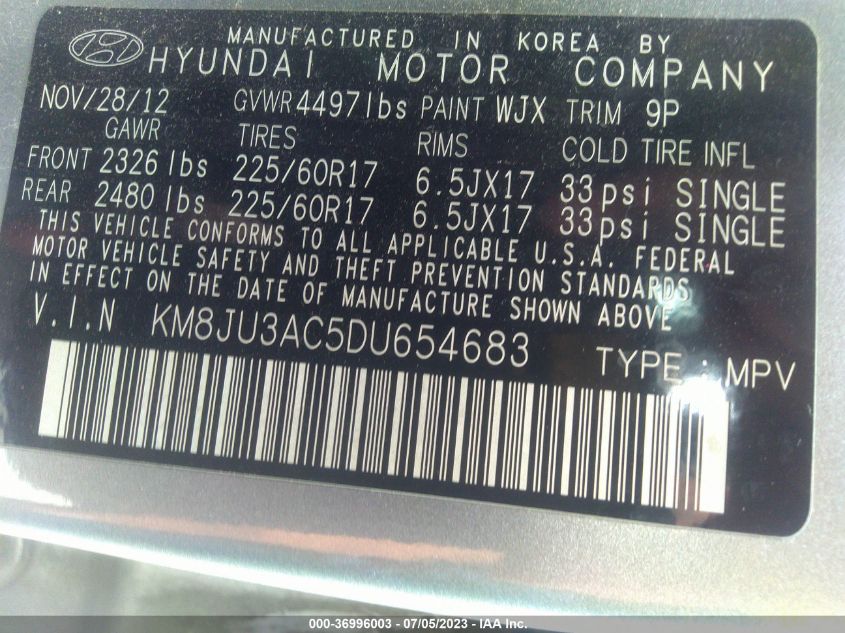 MANUFACTURED IN KOREA BY
HYUNDAI MOTOR COMPANY
NOV/28/12 GVWR 4497lbs PAINT WJX TRIM 9P
GAWR TIRES RIMS COLD TIRE INFL
FRONT 2326 lbs 225/60R17 6.5JX17 33psi SINGLE
REAR 2480 lbs 225/60R17 6.5JX17 33psi SINGLE
THIS VEHICLE CONFORMS TO ALL APPLICABLE U.S.A. FEDERAL
MOTOR VEHICLE SAFETY AND THEFT PREVENTION STANDARDS
IN EFFECT ON THE DATE OF MANUFACTURE SHOWN ABOVE
V.I.N KM8JU3AC5DU654683 TYPE : MPV
000-36996003 - 07/05/2023 - IAA Inc.